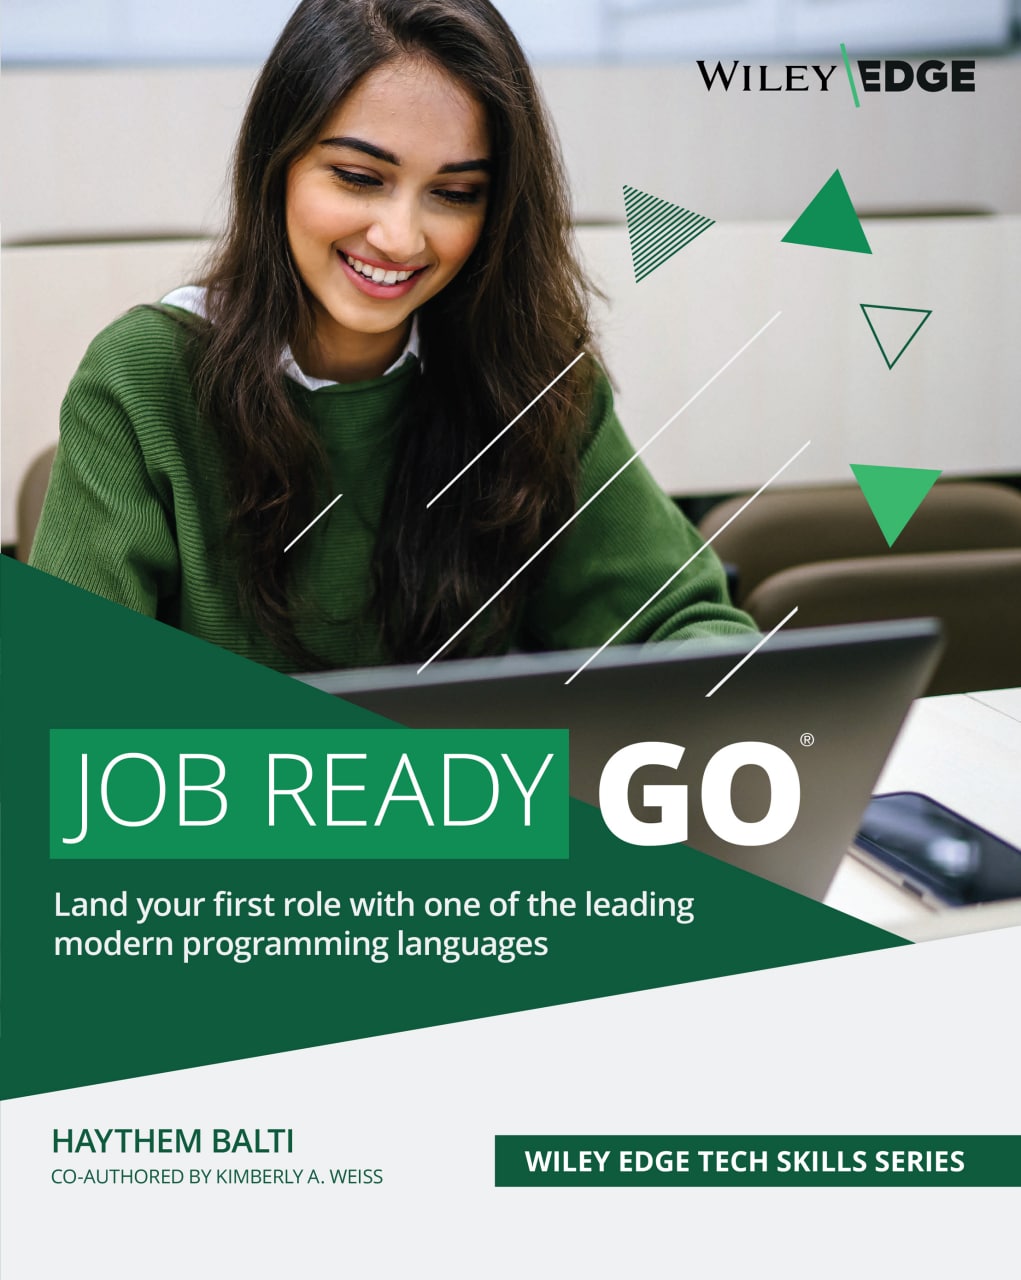 WILEY EDGE
JOB READY GO®
Land your first role with one of the leading
modern programming languages
HAYTHEM BALTI
CO-AUTHORED BY KIMBERLY A. WEISS
WILEY EDGE TECH SKILLS SERIES